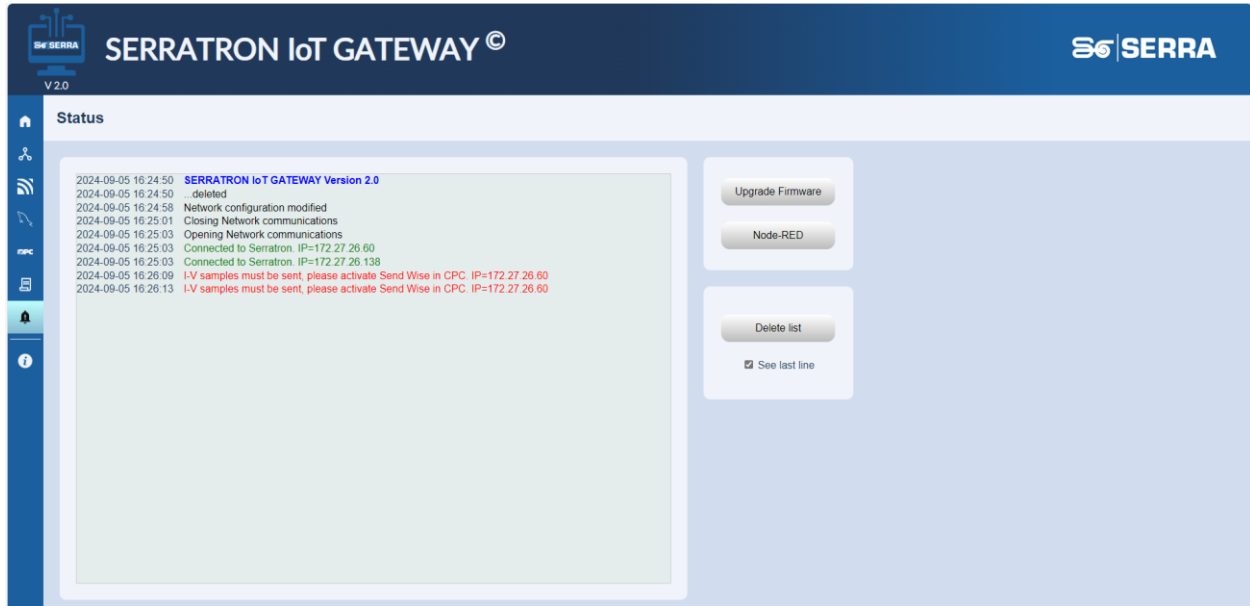 SERRA
SERRATRON IoT GATEWAY ©
SERRA
V 2.0
Status
2024-09-05 16:24:50 SERRATRON IoT GATEWAY Version 2.0
2024-09-05 16:24:50 ...deleted
2024-09-05 16:24:58 Network configuration modified
2024-09-05 16:25:01 Closing Network communications
2024-09-05 16:25:03 Opening Network communications
2024-09-05 16:25:03 Connected to Serratron. IP=172.27.26.60
2024-09-05 16:25:03 Connected to Serratron. IP=172.27.26.138
2024-09-05 16:26:09 I-V samples must be sent, please activate Send Wise in CPC. IP=172.27.26.60
2024-09-05 16:26:13 I-V samples must be sent, please activate Send Wise in CPC. IP=172.27.26.60
Upgrade Firmware
Node-RED
Delete list
See last line